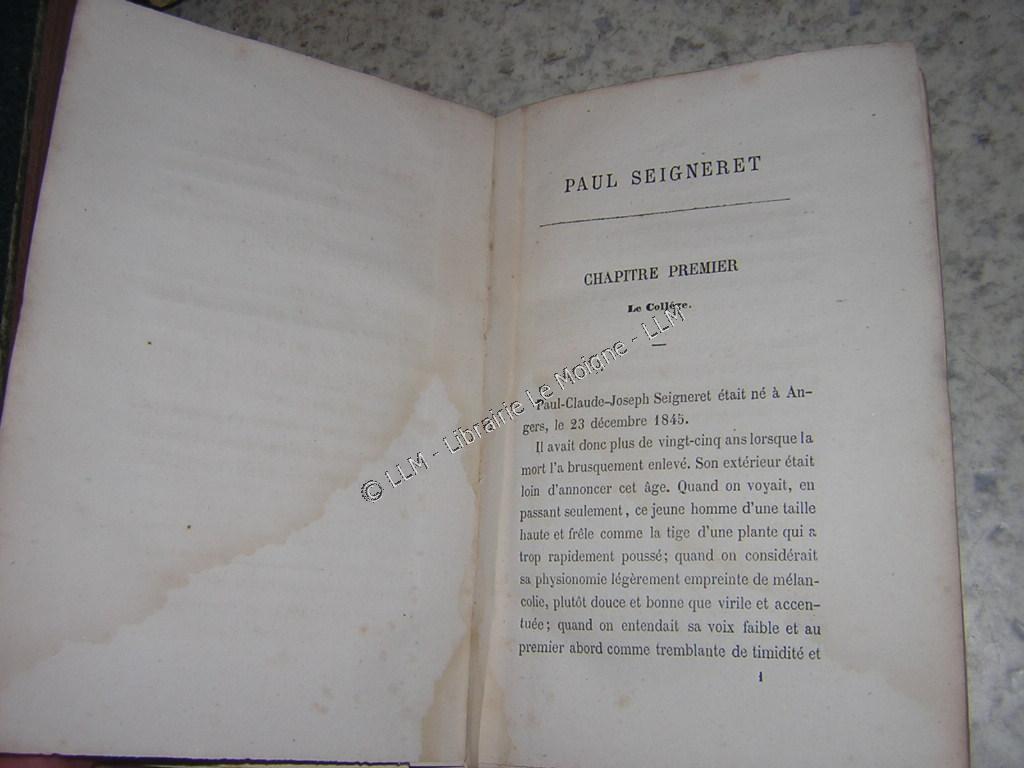 PAUL SEIGNERET
CHAPITRE PREMIER
Le Collége.
Paul-Claude-Joseph Seigneret était né à An-
gers, le 23 décembre 1845.
Il avait donc plus de vingt-cinq ans lorsque la
mort l'a brusquement enlevé. Son extérieur était
loin d'annoncer cet âge. Quand on voyait, en
passant seulement, ce jeune homme d'une taille
haute et frêle comme la tige d'une plante qui a
trop rapidement poussé; quand on considérait
sa physionomie légèrement empreinte de mélan-
colie, plutôt douce et bonne que virile et accen-
tuée; quand on entendait sa voix faible et au
premier abord comme tremblante de timidité et
1
© LLM - Librairie Le Moigne - LLM